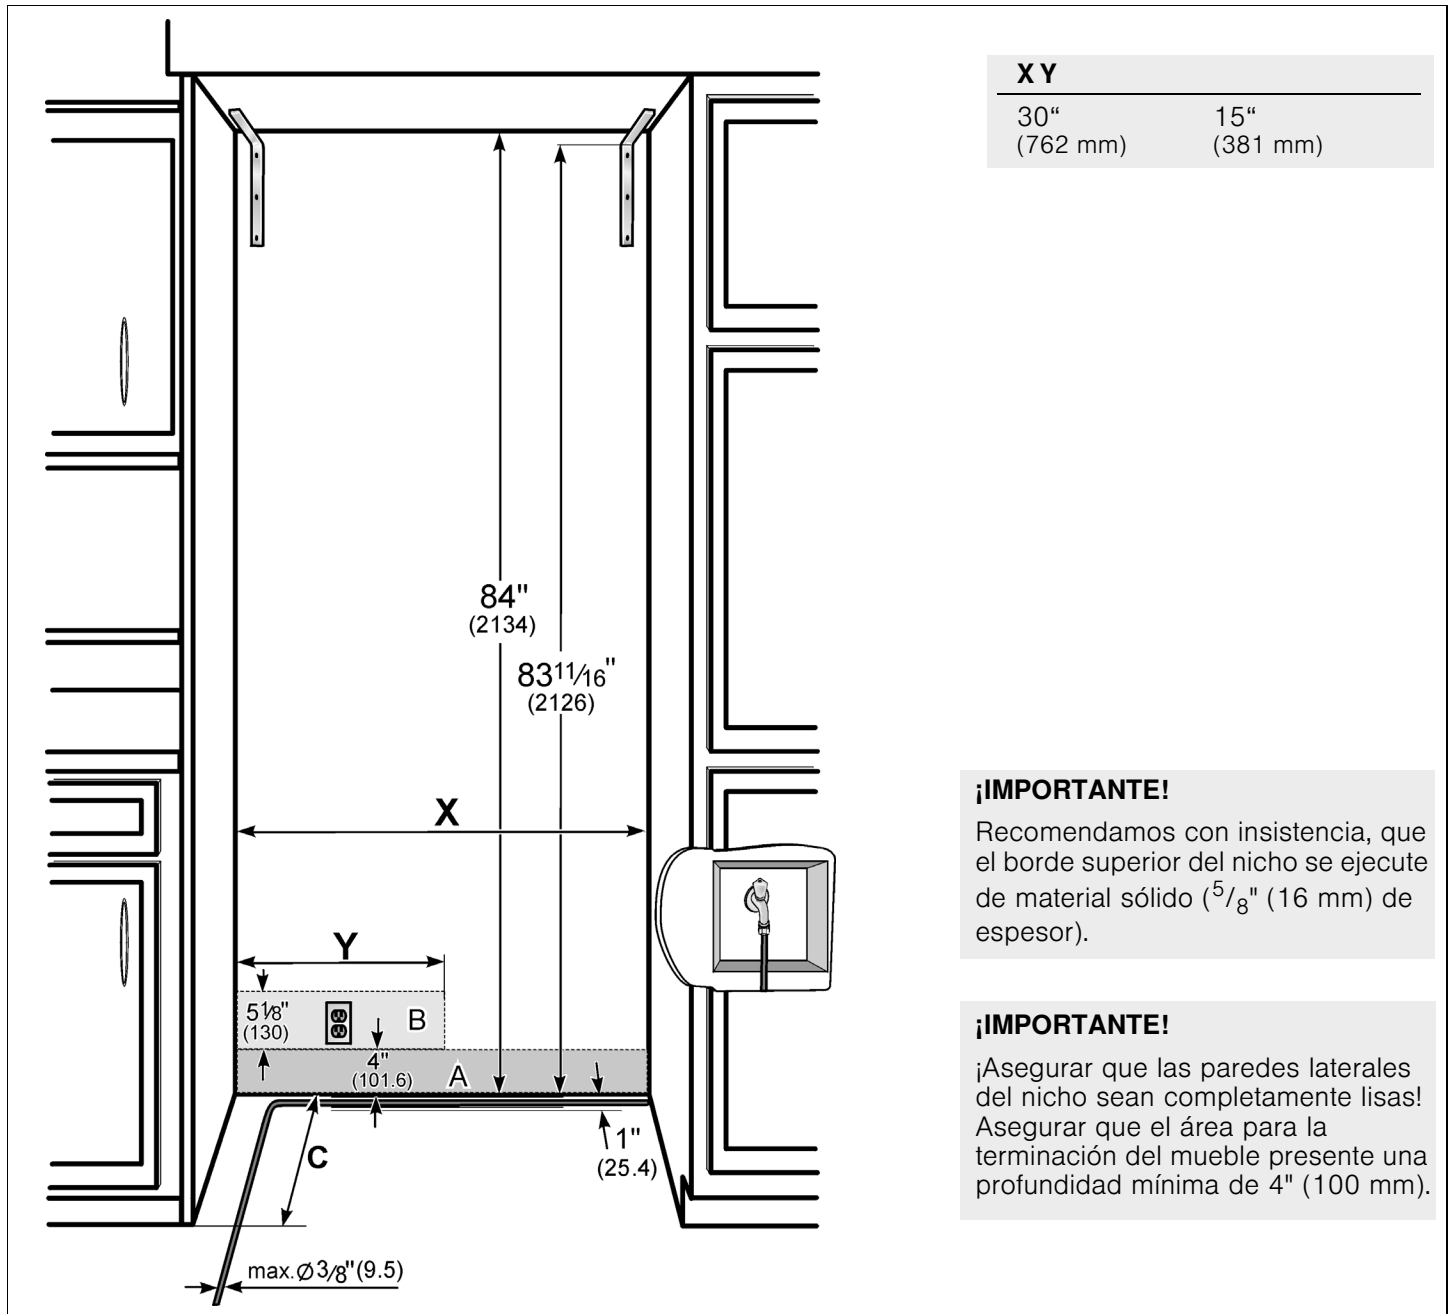 X Y
30“ 15“
(762 mm) (381 mm)
84"
(2134)
83 11/16"
(2126)
X
Y
5 1/8"
(130)
B
4"
(101.6)
A
C
1"
(25.4)
max.Ø3/8"(9.5)
¡IMPORTANTE!
Recomendamos con insistencia, que
el borde superior del nicho se ejecute
de material sólido (5/8" (16 mm) de
espesor).
¡IMPORTANTE!
¡Asegurar que las paredes laterales
del nicho sean completamente lisas!
Asegurar que el área para la
terminación del mueble presente una
profundidad mínima de 4" (100 mm).